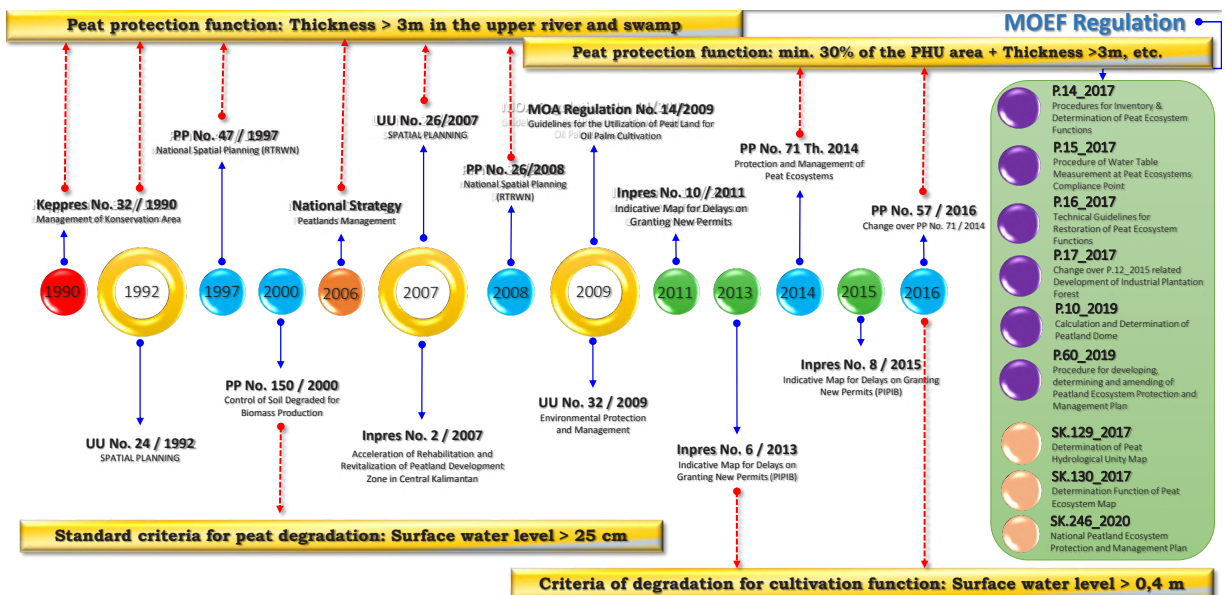 Peat protection function: Thickness > 3m in the upper river and swamp
MOEF Regulation
Peat protection function: min. 30% of the PHU area + Thickness >3m, etc.
Keppres No. 32/1990
Management of Konservation Area
PP No. 47/1997
National Spatial Planning (RTRWN)
National Strategy
Peatlands Management
UU No. 26/2007
SPATIAL PLANNING
PP No. 26/2008
National Spatial Planning
(RTRWN)
MOA Regulation No. 14/2009
Guidelines for the Utilization of Peat Land for
Oil Palm Cultivation
Inpres No. 10/2011
Indicative Map for Delays on
Granting New Permits
PP No. 71 Th. 2014
Protection and Management of
Peat Ecosystems
PP No. 57 / 2016
Change over PP No. 71 / 2014
1990
1992
1997
2000
2006
2007
2008
2009
2011
2013
2014
2015
2016
UU No. 24 / 1992
SPATIAL PLANNING
PP No. 150 / 2000
Control of Soil Degraded for
Biomass Production
Inpres No. 2 / 2007
Acceleration of Rehabilitation and
Revitalization of Peatland Development
Zone in Central Kalimantan
UU No. 32 / 2009
Environmental Protection
and Management
Inpres No. 6 / 2013
Indicative Map for Delays on
Granting New Permits (PIPIB)
Inpres No. 8 / 2015
Indicative Map for Delays on Granting
New Permits (PIPIB)
P.14_2017
Procedures for Inventory &
Determination of Peat Ecosystem
Functions
P.15_2017
Procedure of Water Table
Measurement at Peat Ecosystems
Compliance Point
P.16_2017
Technical Guidelines for
Restoration of Peat Ecosystem
Functions
P.17_2017
Change over P.12_2015 related
Development of Industrial Plantation
Forest
P.10_2019
Calculation and Determination of
Peatland Dome
P.60_2019
Procedure for developing,
determining and amending of
Peatland Ecosystem Protection and
Management Plan
SK.129_2017
Determination of Peat
Hydrological Unity Map
SK.130_2017
Determination Function of Peat
Ecosystem Map
SK.246_2020
National Peatland Ecosystem
Protection and Management Plan
Standard criteria for peat degradation: Surface water level > 25 cm
Criteria of degradation for cultivation function: Surface water level > 0,4 m